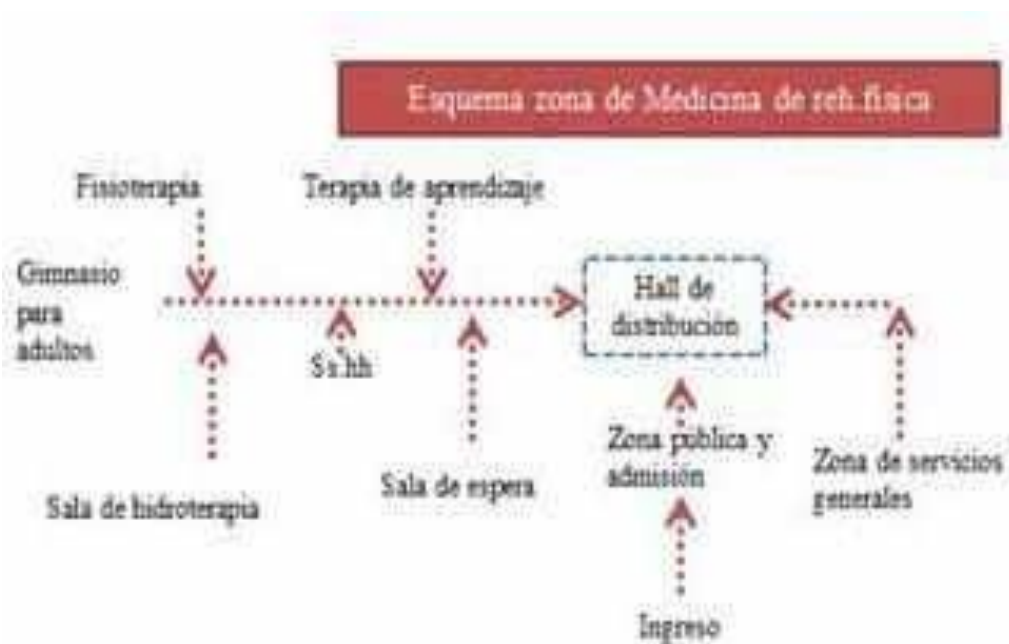 Esquema zona de Medicina de reh.física
Fisioterapia
Terapia de aprendizaje
Gimnasio
para
adultos
Hall de
distribución
Ss.hh
Zona pública y
admisión
Zona de servicios
generales
Sala de espera
Sala de hidroterapia
Ingreso